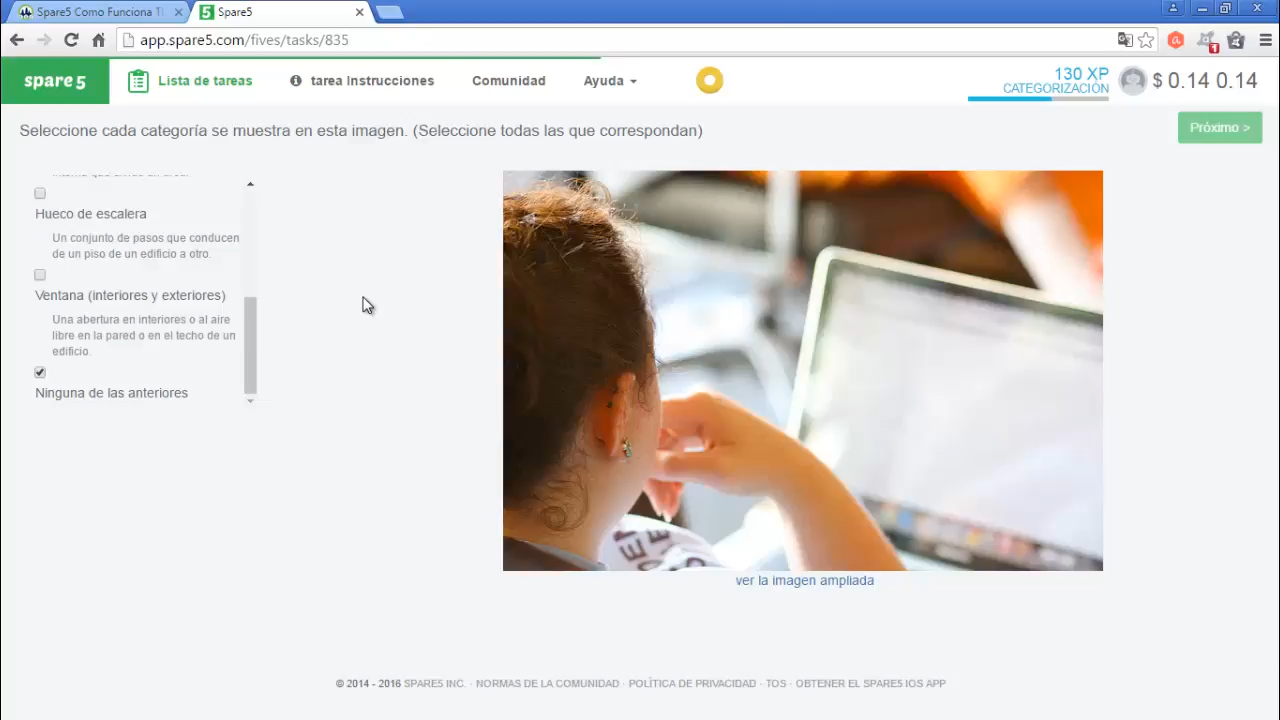 Spare5 Como Funciona Ti
Spare5
app.spare5.com/fives/tasks/835
spare5
Lista de tareas
tarea Instrucciones
Comunidad
Ayuda
130 XP
CATEGORIZACIÓN
$ 0.14 0.14
Seleccione cada categoría se muestra en esta imagen. (Seleccione todas las que correspondan)
Próximo >
Hueco de escalera
Un conjunto de pasos que conducen
de un piso de un edificio a otro.
Ventana (interiores y exteriores)
Una abertura en interiores o al aire
libre en la pared o en el techo de un
edificio.
Ninguna de las anteriores
ver la imagen ampliada
© 2014 - 2016 SPARE5 INC. · NORMAS DE LA COMUNIDAD · POLÍTICA DE PRIVACIDAD · TOS · OBTENER EL SPARE5 IOS APP